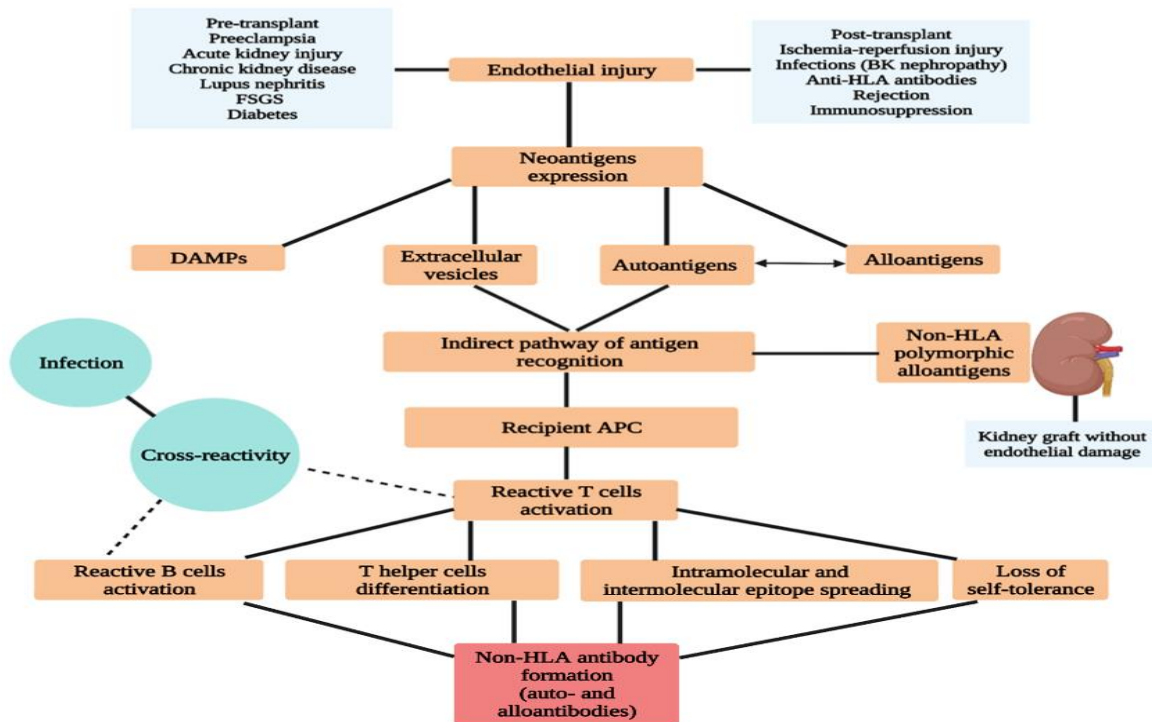 Pre-transplant
Preeclampsia
Acute kidney injury
Chronic kidney disease
Lupus nephritis
FSGS
Diabetes
Endothelial injury
Post-transplant
Ischemia-reperfusion injury
Infections (BK nephropathy)
Anti-HLA antibodies
Rejection
Immunosuppression
Neoantigens
expression
DAMPs
Extracellular
vesicles
Autoantigens
Alloantigens
Indirect pathway of antigen
recognition
Non-HLA
polymorphic
alloantigens
Kidney graft without
endothelial damage
Infection
Cross-reactivity
Recipient APC
Reactive T cells
activation
Reactive B cells
activation
T helper cells
differentiation
Intramolecular and
intermolecular epitope spreading
Loss of
self-tolerance
Non-HLA antibody
formation
(auto- and
alloantibodies)